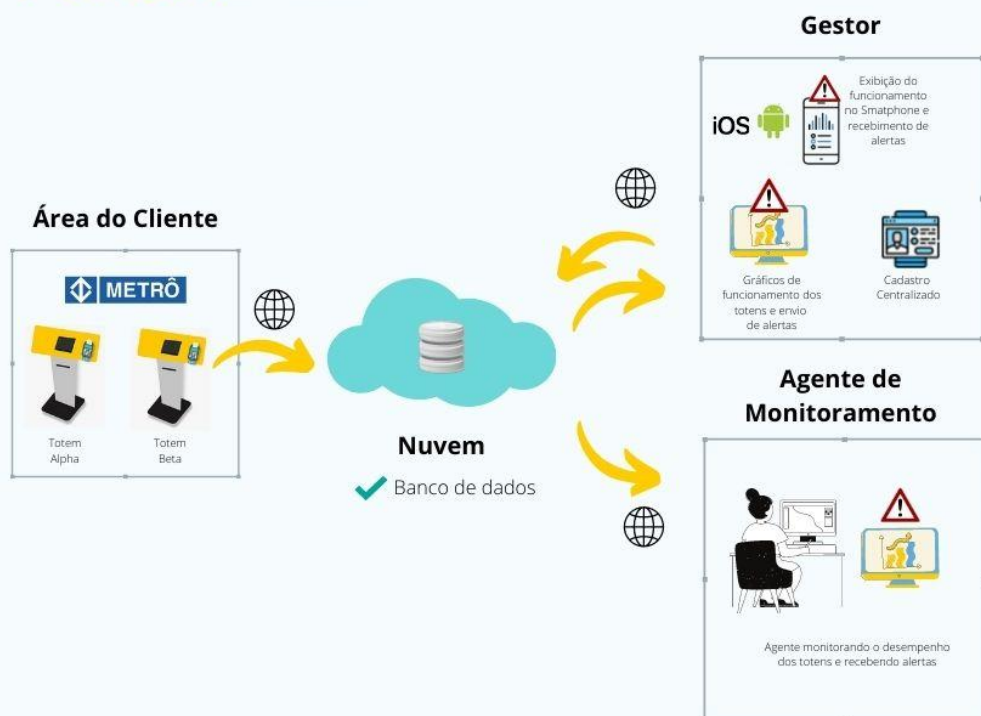 Gestor
iOS
Exibição do
funcionamento
no Smatphone e
recebimento de
alertas
Gráficos de
funcionamento dos
totens e envio
de alertas
Cadastro
Centralizado
Área do Cliente
METRÔ
Totem
Alpha
Totem
Beta
Nuvem
Banco de dados
Agente de
Monitoramento
Agente monitorando o desempenho
dos totens e recebendo alertas